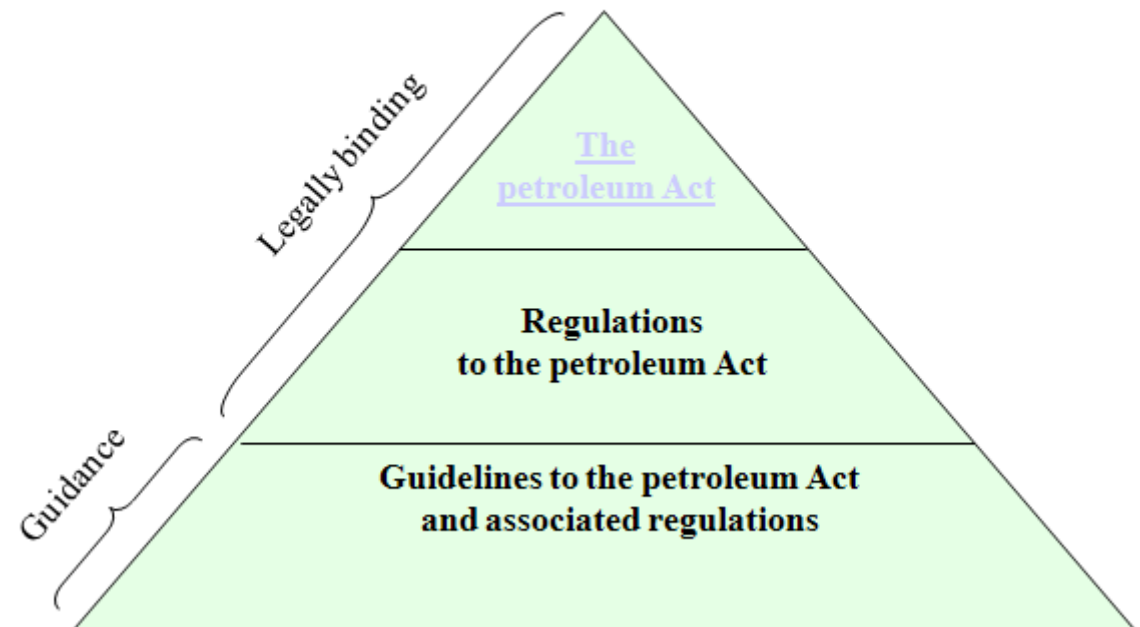 Legally binding
The
petroleum Act
Regulations
to the petroleum Act
Guidance
Guidelines to the petroleum Act
and associated regulations